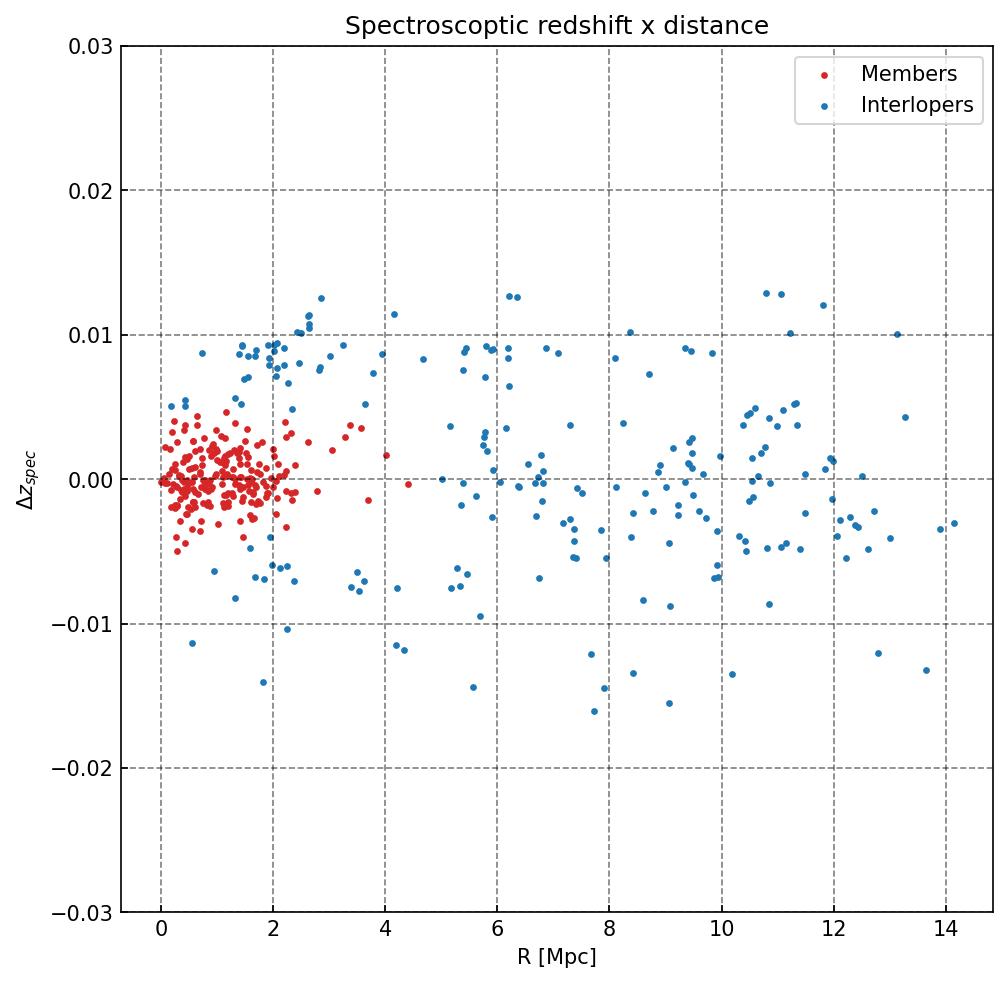 Spectroscoptic redshift x distance
Members
Interlopers
0.03
0.02
0.01
0.00
−0.01
−0.02
−0.03
Δz_spec
0 2 4 6 8 10 12 14
R [Mpc]